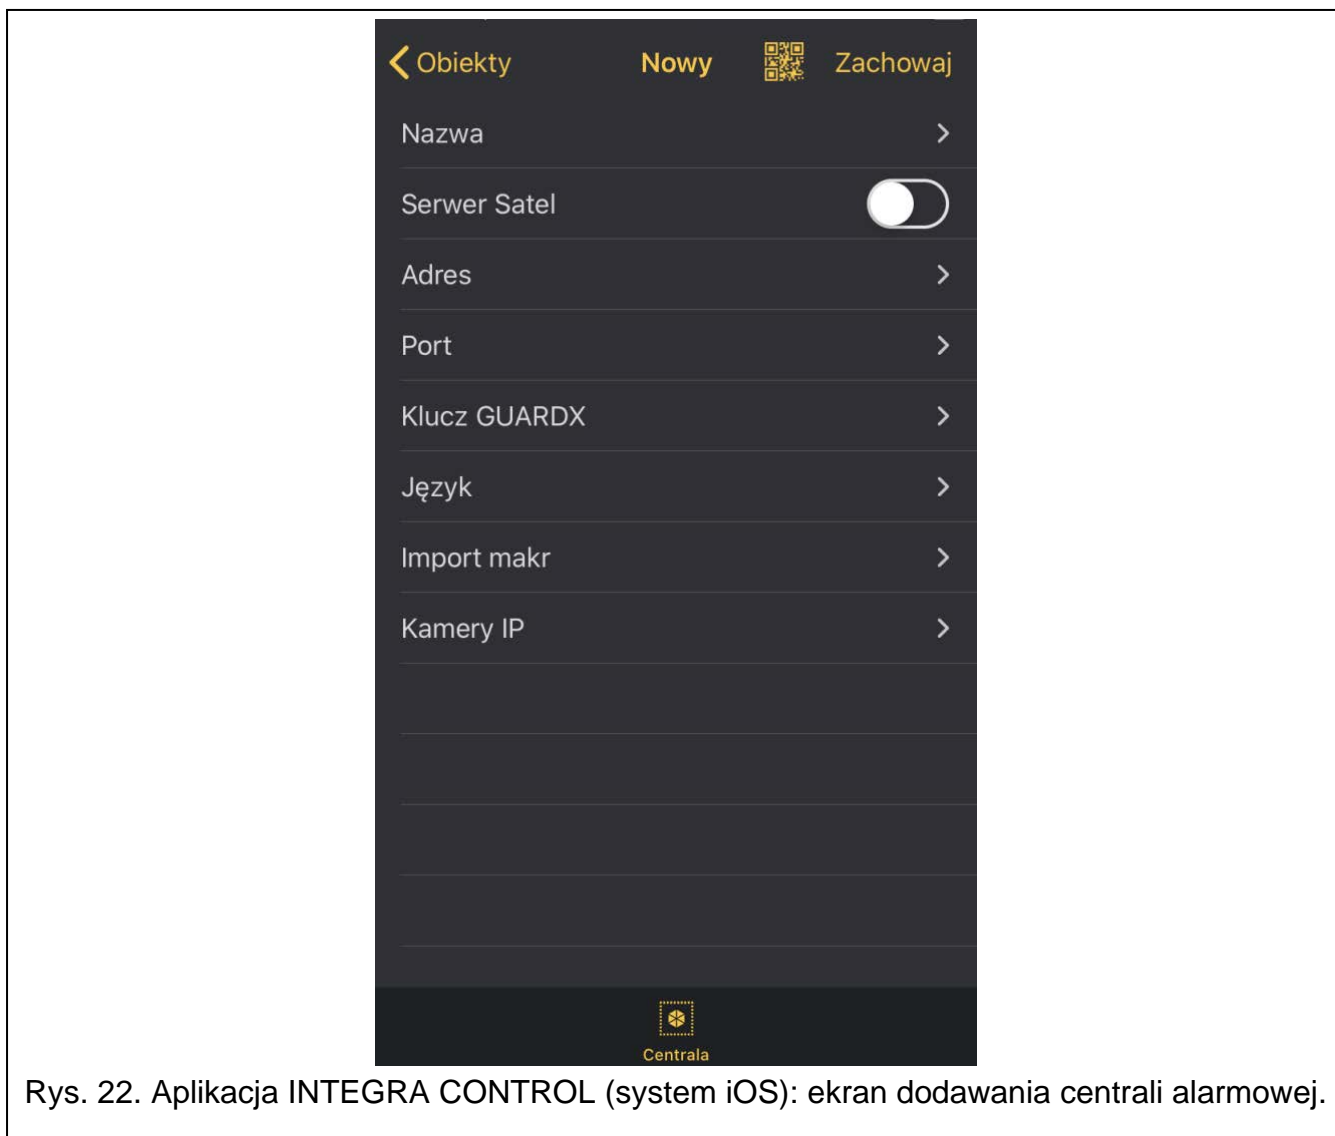 Obiekty Nowy Zachowaj
Nazwa
Serwer Satel
Adres
Port
Klucz GUARDX
Język
Import makr
Kamery IP
Centrala
Rys. 22. Aplikacja INTEGRA CONTROL (system iOS): ekran dodawania centrali alarmowej.